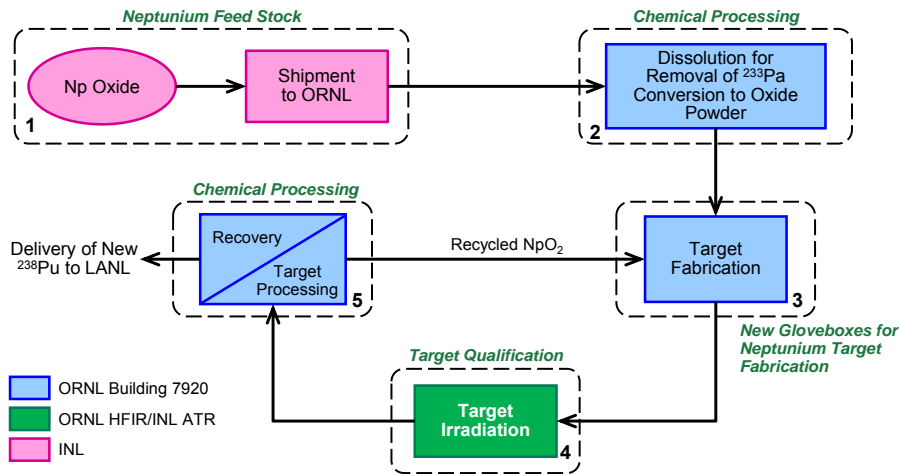 Neptunium Feed Stock
Np Oxide
Shipment
to ORNL
1
Chemical Processing
Dissolution for
Removal of ²³³Pa
Conversion to Oxide
Powder
2
Chemical Processing
Recovery
Target
Processing
5
Delivery of New
²³⁸Pu to LANL
Recycled NpO₂
Target
Fabrication
3
New Gloveboxes for
Neptunium Target
Fabrication
Target Qualification
Target
Irradiation
4
ORNL Building 7920
ORNL HFIR/INL ATR
INL